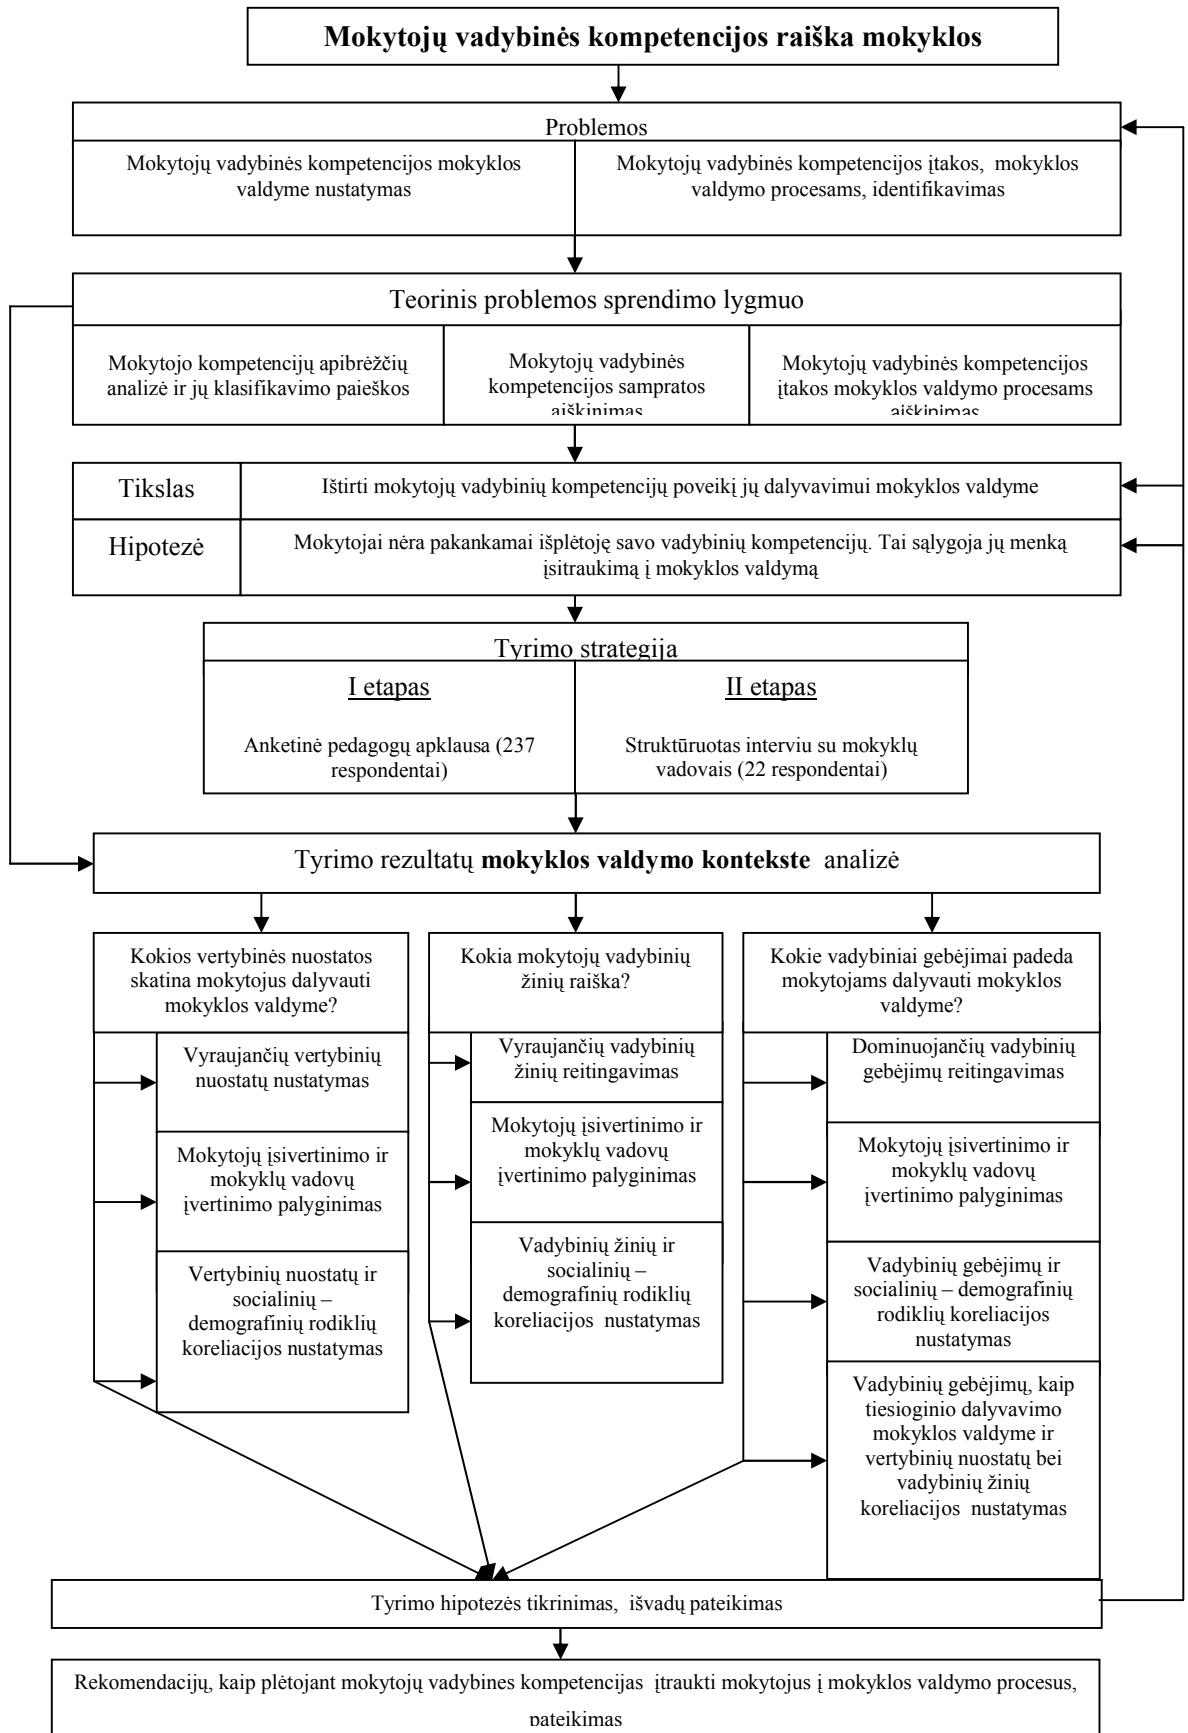 Mokytojų vadybinės kompetencijos raiška mokyklos
Problemos
Mokytojų vadybinės kompetencijos mokyklos
valdyme nustatymas
Mokytojų vadybinės kompetencijos įtakos, mokyklos
valdymo procesams, identifikavimas
Teorinis problemos sprendimo lygmuo
Mokytojo kompetencijų apibrėžčių
analizė ir jų klasifikavimo paieškos
Mokytojų vadybinės
kompetencijos sampratos
aiškinimas
Mokytojų vadybinės kompetencijos
įtakos mokyklos valdymo procesams
aiškinimas
Tikslas
Ištirti mokytojų vadybinių kompetencijų poveikį jų dalyvavimui mokyklos valdyme
Hipotezė
Mokytojai nėra pakankamai išplėtoję savo vadybinių kompetencijų. Tai sąlygoja jų menką
įsitraukimą į mokyklos valdymą
Tyrimo strategija
I etapas
Anketinė pedagogų apklausa (237
respondentai)
II etapas
Struktūruotas interviu su mokyklų
vadovais (22 respondentai)
Tyrimo rezultatų mokyklos valdymo kontekste analizė
Kokios vertybinės nuostatos
skatina mokytojus dalyvauti
mokyklos valdyme?
Vyraujančių vertybinių
nuostatų nustatymas
Mokytojų įsivertinimo ir
mokyklų vadovų
įvertinimo palyginimas
Vertybinių nuostatų ir
socialinių –
demografinių rodiklių
koreliacijos nustatymas
Kokia mokytojų vadybinių
žinių raiška?
Vyraujančių vadybinių
žinių reitingavimas
Mokytojų įsivertinimo ir
mokyklų vadovų
įvertinimo palyginimas
Vadybinių žinių ir
socialinių –
demografinių rodiklių
koreliacijos nustatymas
Kokie vadybiniai gebėjimai padeda
mokytojams dalyvauti mokyklos
valdyme?
Dominuojančių vadybinių
gebėjimų reitingavimas
Mokytojų įsivertinimo ir
mokyklų vadovų
įvertinimo palyginimas
Vadybinių gebėjimų ir
socialinių – demografinių
rodiklių koreliacijos
nustatymas
Vadybinių gebėjimų, kaip
tiesioginio dalyvavimo
mokyklos valdyme ir
vertybinių nuostatų bei
vadybinių žinių
koreliacijos nustatymas
Tyrimo hipotezės tikrinimas, išvadų pateikimas
Rekomendacijų, kaip plėtojant mokytojų vadybines kompetencijas įtraukti mokytojus į mokyklos valdymo procesus,
pateikimas